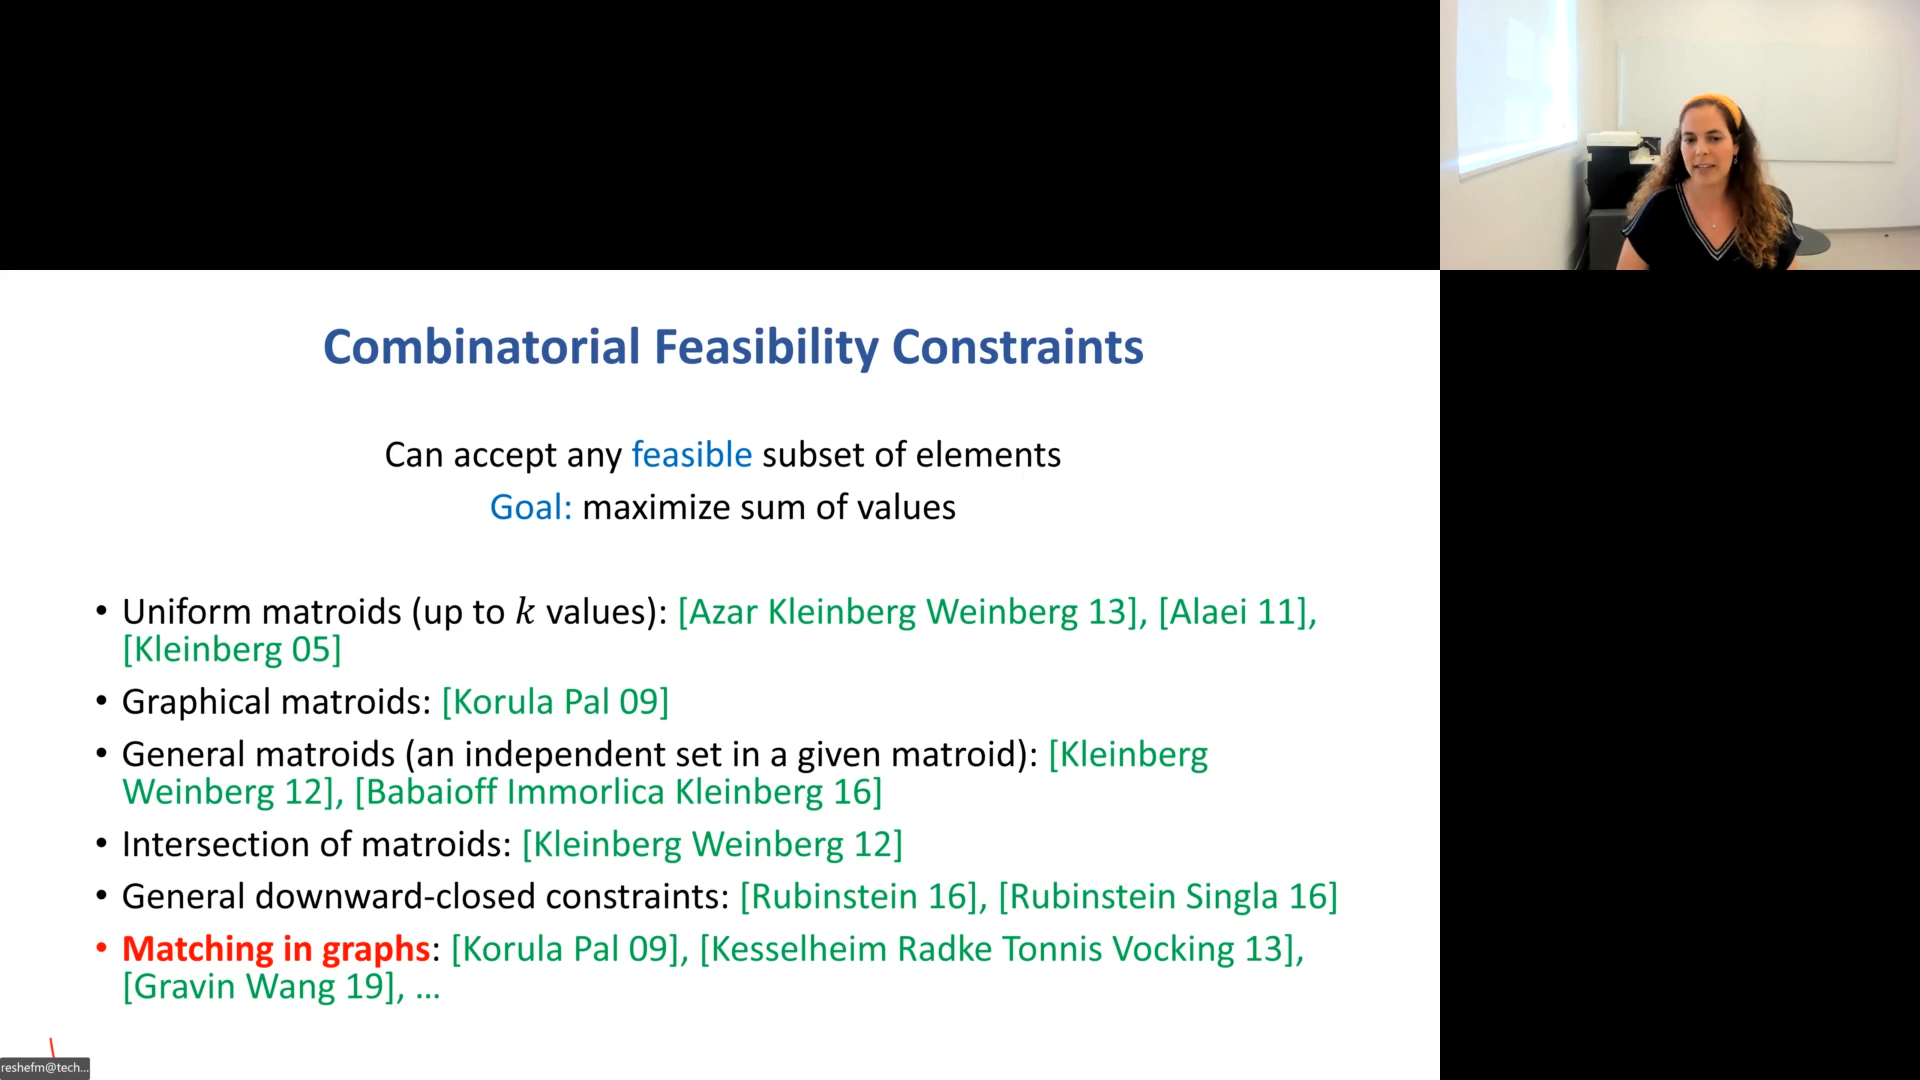 Combinatorial Feasibility Constraints
Can accept any feasible subset of elements
Goal: maximize sum of values
• Uniform matroids (up to k values): [Azar Kleinberg Weinberg 13], [Alaei 11],
[Kleinberg 05]
• Graphical matroids: [Korula Pal 09]
• General matroids (an independent set in a given matroid): [Kleinberg
Weinberg 12], [Babaioff Immorlica Kleinberg 16]
• Intersection of matroids: [Kleinberg Weinberg 12]
• General downward-closed constraints: [Rubinstein 16], [Rubinstein Singla 16]
• Matching in graphs: [Korula Pal 09], [Kesselheim Radke Tonnis Vocking 13],
[Gravin Wang 19], ...
reshefm@tech...